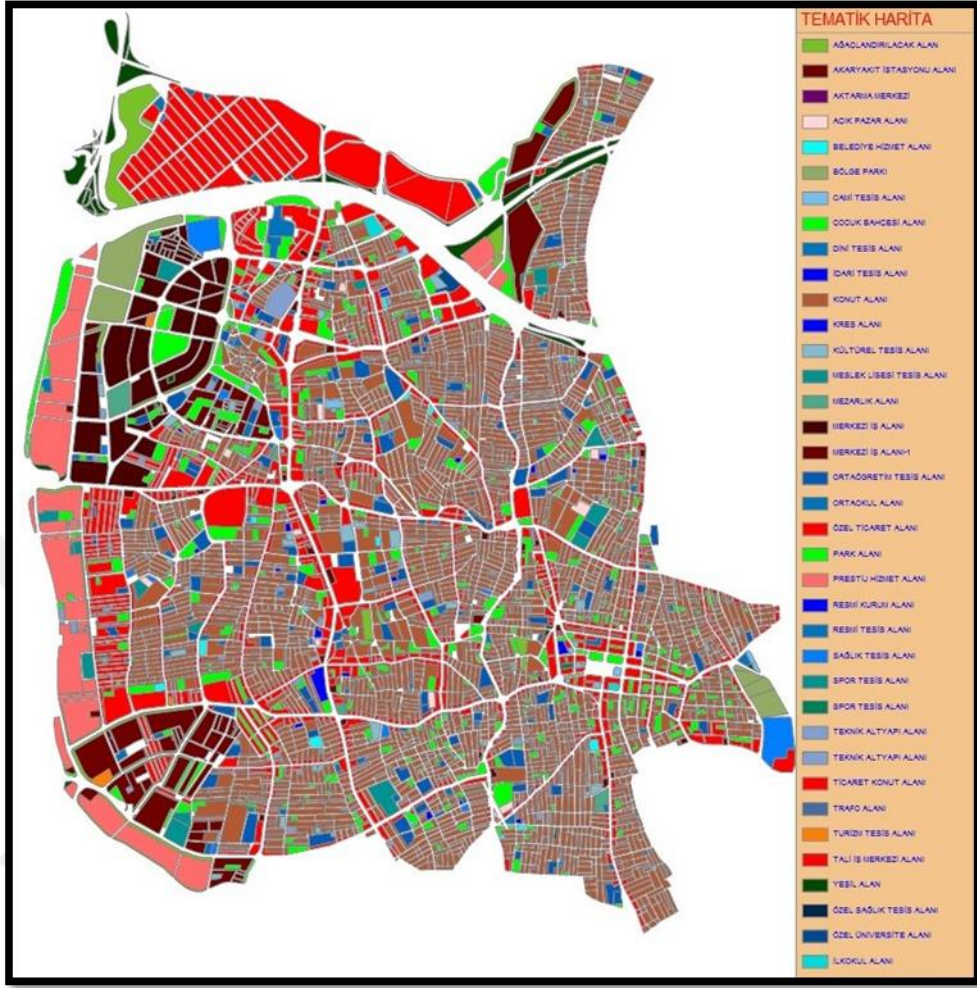 TEMATİK HARİTA
AĞAÇLANDIRILACAK ALAN
AKARYAKIT İSTASYONU ALANI
AKTARMA MERKEZİ
AÇIK PAZAR ALANI
BELEDİYE HİZMET ALANI
BÖLGE PARKI
CAMİ TESİS ALANI
ÇOCUK BAHÇESİ ALANI
DİNİ TESİS ALANI
İDARİ TESİS ALANI
KONUT ALANI
KREŞ ALANI
KÜLTÜREL TESİS ALANI
MESLEK LİSESİ TESİS ALANI
MEZARLIK ALANI
MERKEZİ İŞ ALANI
MERKEZİ İŞ ALANI-1
ORTAÖĞRETİM TESİS ALANI
ORTAOKUL ALANI
ÖZEL TİCARET ALANI
PARK ALANI
PRESTİJ HİZMET ALANI
RESMİ KURUM ALANI
RESMİ TESİS ALANI
SAĞLIK TESİS ALANI
SPOR TESİS ALANI
SPOR TESİS ALANI
TEKNİK ALTYAPI ALANI
TEKNİK ALTYAPI ALANI
TİCARET KONUT ALANI
TRAFO ALANI
TURİZM TESİS ALANI
TALİ İŞ MERKEZİ ALANI
YEŞİL ALAN
ÖZEL SAĞLIK TESİS ALANI
ÖZEL ÜNİVERSİTE ALANI
İLKOKUL ALANI